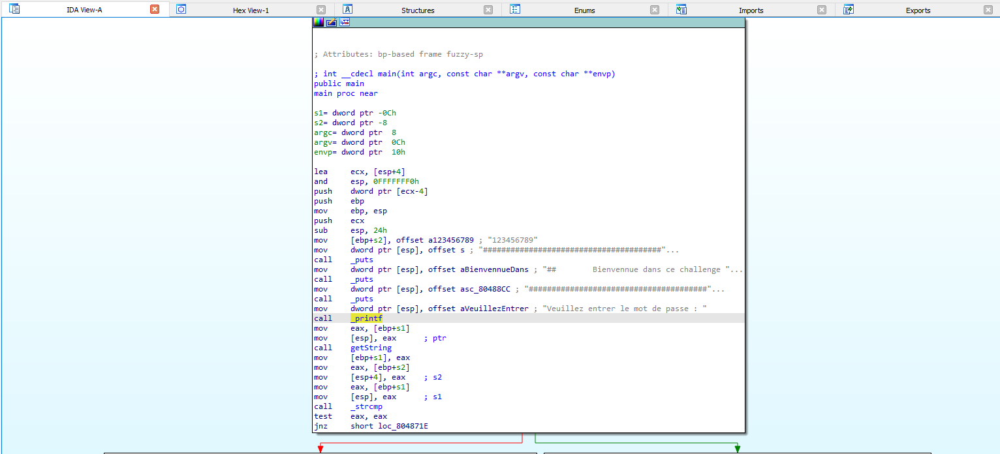 IDA View-A Hex View-1 Structures Enums Imports Exports
; Attributes: bp-based frame fuzzy-sp
; int __cdecl main(int argc, const char **argv, const char **envp)
public main
main proc near
s1= dword ptr -0Ch
s2= dword ptr -8
argc= dword ptr  8
argv= dword ptr  0Ch
envp= dword ptr  10h
lea     ecx, [esp+4]
and     esp, 0FFFFFFF0h
push    dword ptr [ecx-4]
push    ebp
mov     ebp, esp
push    ecx
sub     esp, 24h
mov     [ebp+s2], offset a123456789 ; "123456789"
mov     dword ptr [esp], offset s ; "#######################################"...
call    _puts
mov     dword ptr [esp], offset aBienvennueDans ; "##        Bienvennue dans ce challenge "...
call    _puts
mov     dword ptr [esp], offset asc_80488CC ; "#######################################"...
call    _puts
mov     dword ptr [esp], offset aVeuillezEntrer ; "Veuillez entrer le mot de passe : "
call    _printf
mov     eax, [ebp+s1]
mov     [esp], eax      ; ptr
call    getString
mov     [ebp+s1], eax
mov     eax, [ebp+s2]
mov     [esp+4], eax    ; s2
mov     eax, [ebp+s1]
mov     [esp], eax      ; s1
call    _strcmp
test    eax, eax
jnz     short loc_804871E